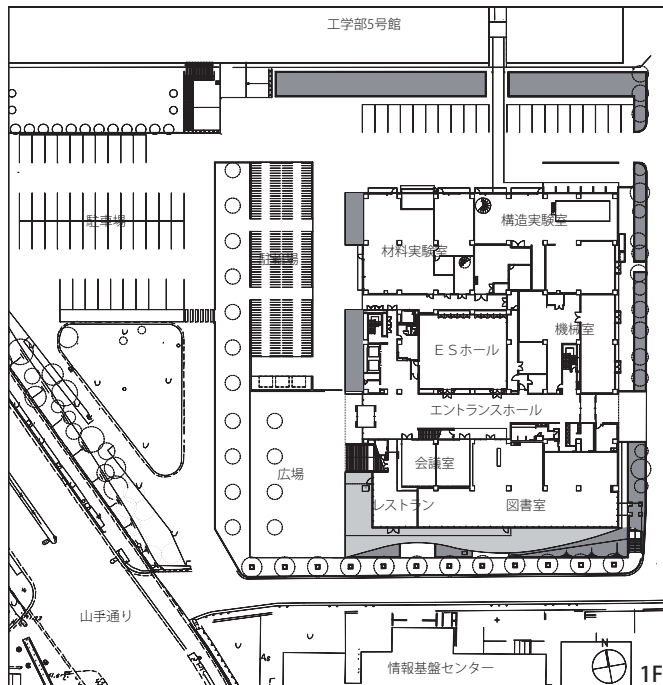 工学部5号館
駐車場
駐輪場
材料実験室
構造実験室
機械室
ESホール
エントランスホール
会議室
広場
レストラン
図書室
山手通り
情報基盤センター
N
1F